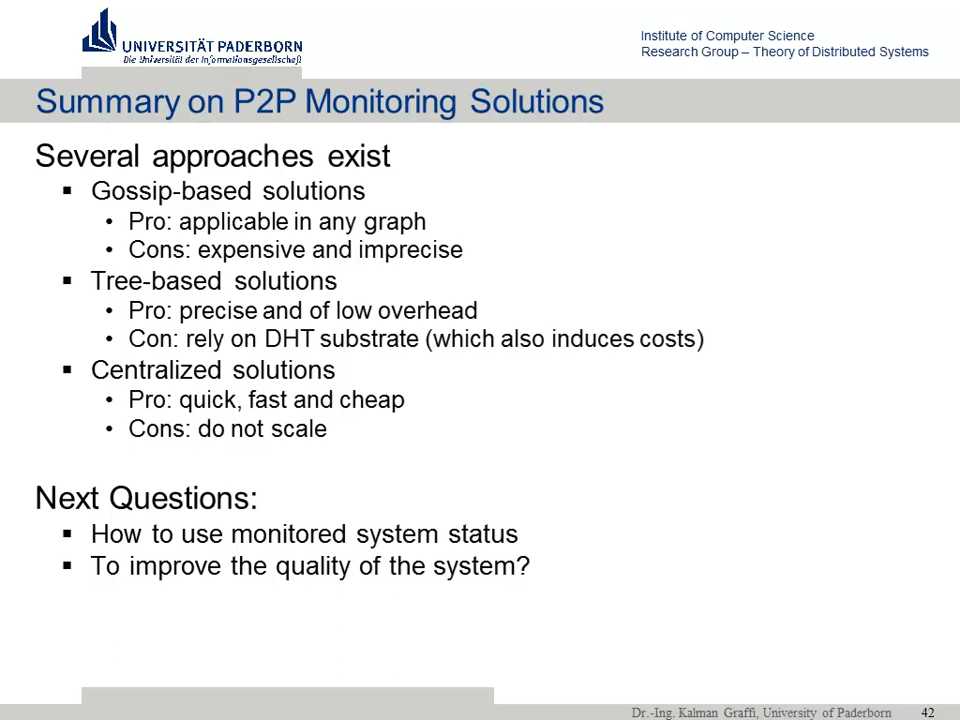 UNIVERSITÄT PADERBORN
Die Universität der Informationsgesellschaft
Institute of Computer Science
Research Group – Theory of Distributed Systems
Summary on P2P Monitoring Solutions
Several approaches exist
▪ Gossip-based solutions
• Pro: applicable in any graph
• Cons: expensive and imprecise
▪ Tree-based solutions
• Pro: precise and of low overhead
• Con: rely on DHT substrate (which also induces costs)
▪ Centralized solutions
• Pro: quick, fast and cheap
• Cons: do not scale
Next Questions:
▪ How to use monitored system status
▪ To improve the quality of the system?
Dr.-Ing. Kalman Graffi, University of Paderborn 42